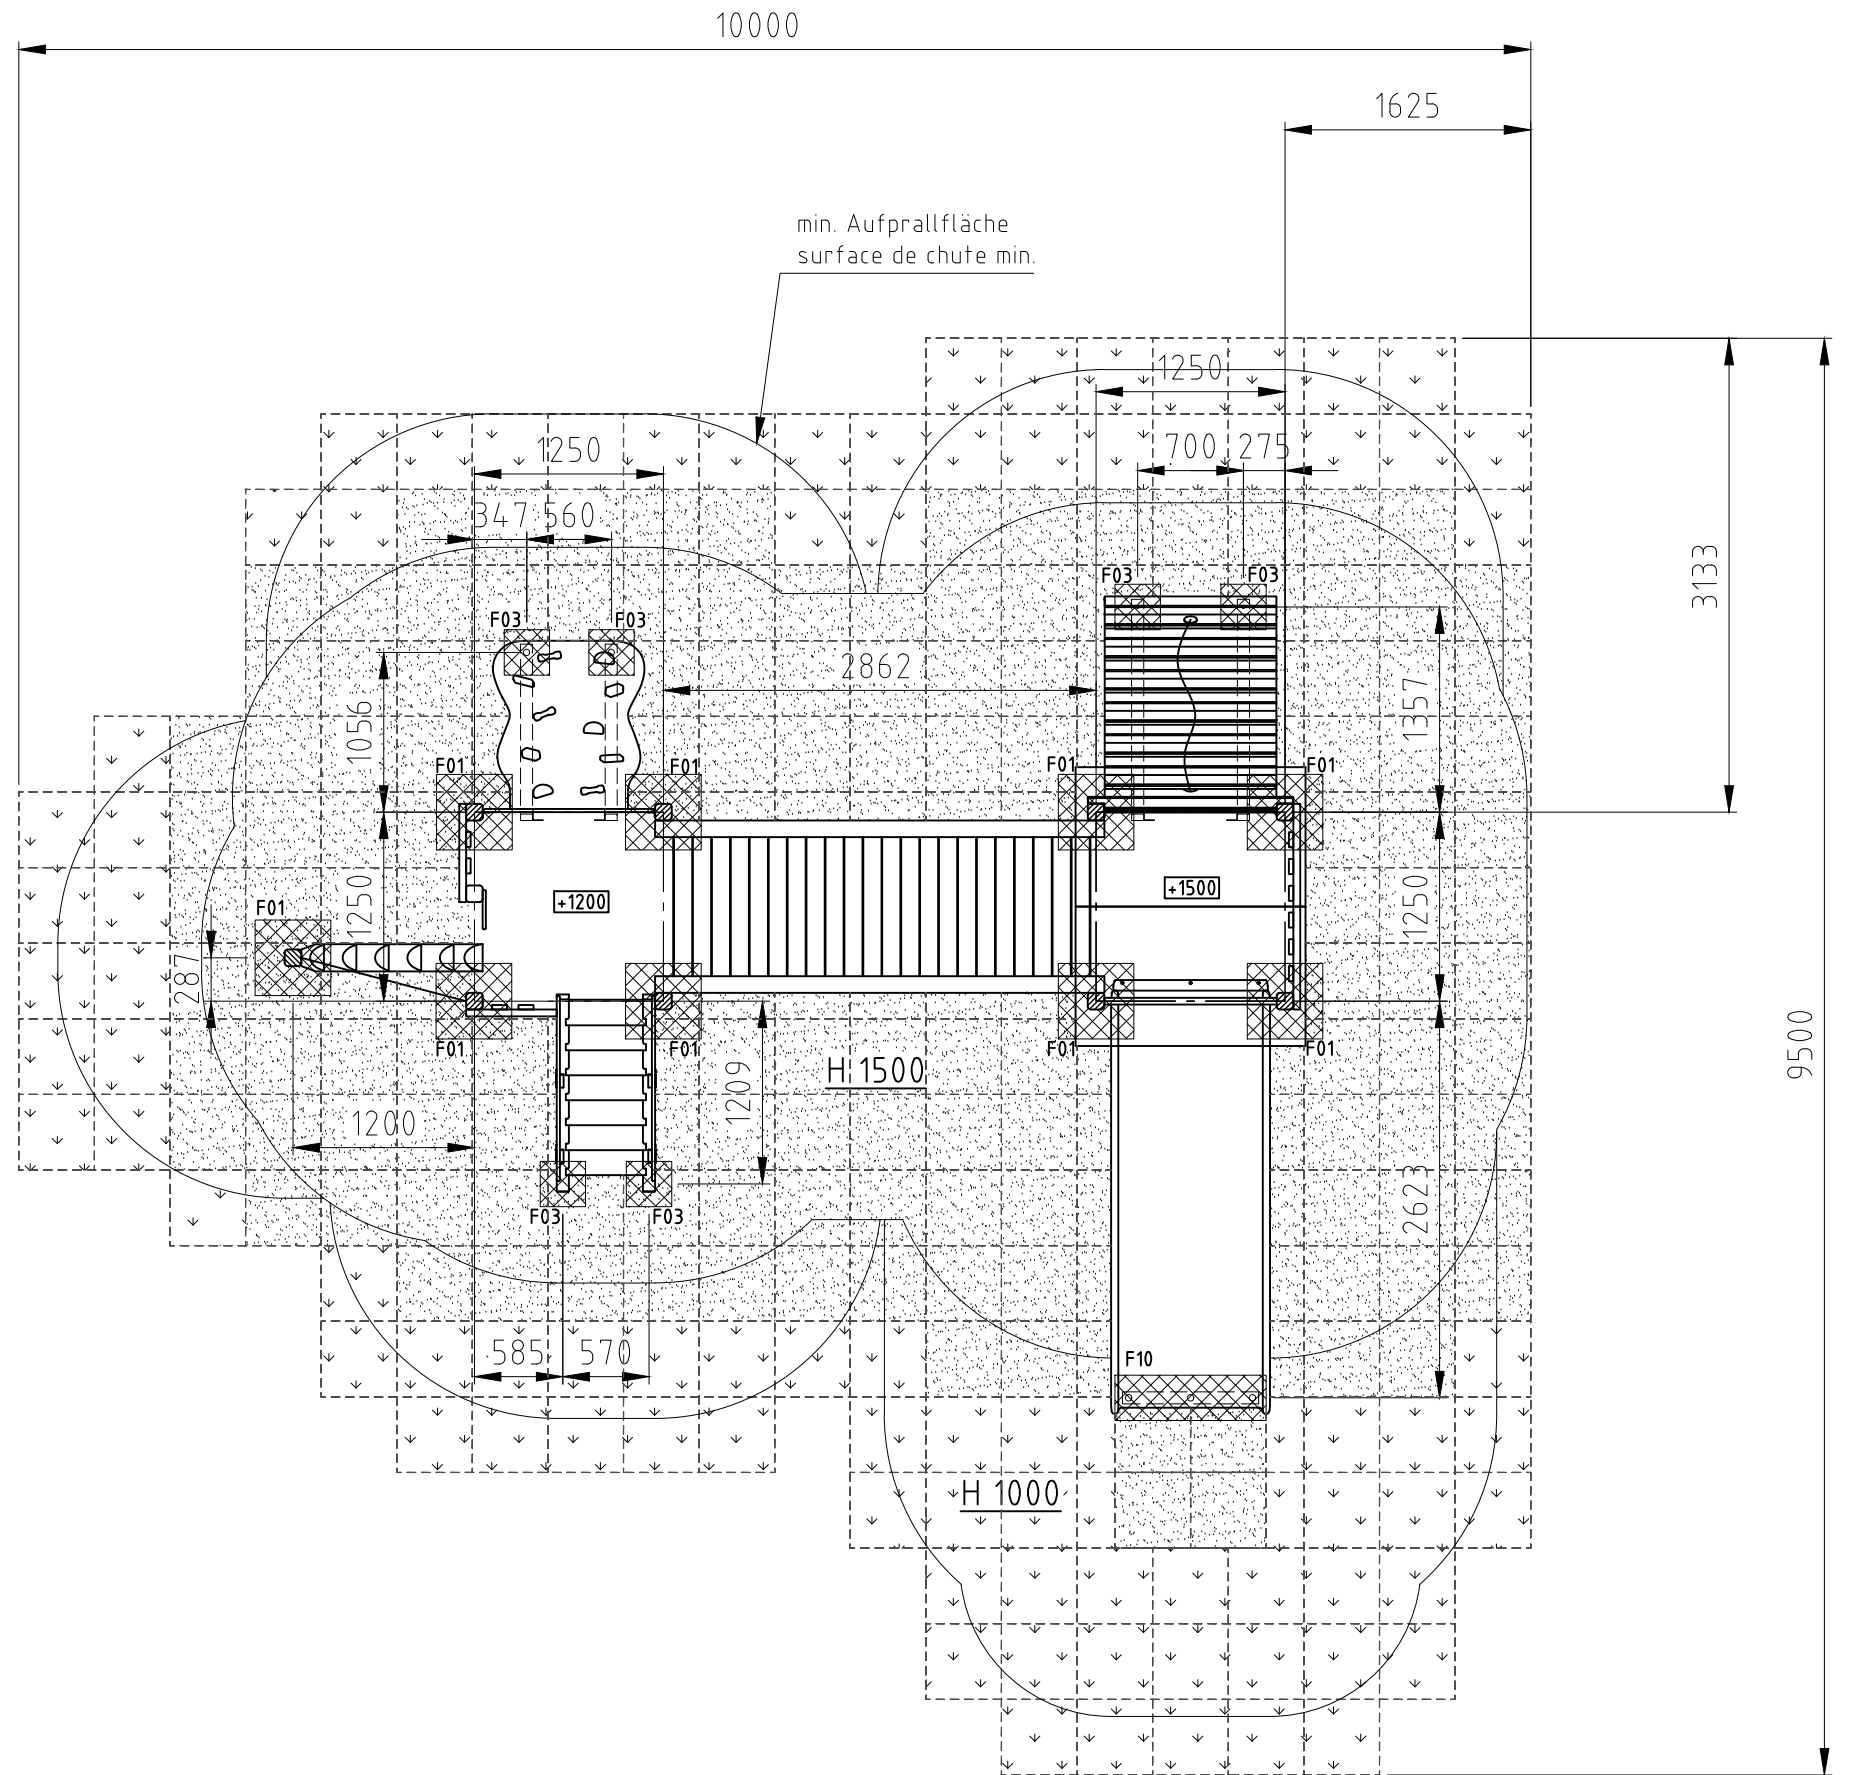 10000
1625
min. Aufprallfläche
surface de chute min.
1250
1250
700 275
347 560
3133
F03 F03
F03 F03
2862
1357
1056
F01 F01 F01 F01
1250
+1200
+1500
1250
F01
287
F01 F01 F01 F01
9500
H 1500
1209
1200
2623
F03 F03
585 570
F10
H 1000